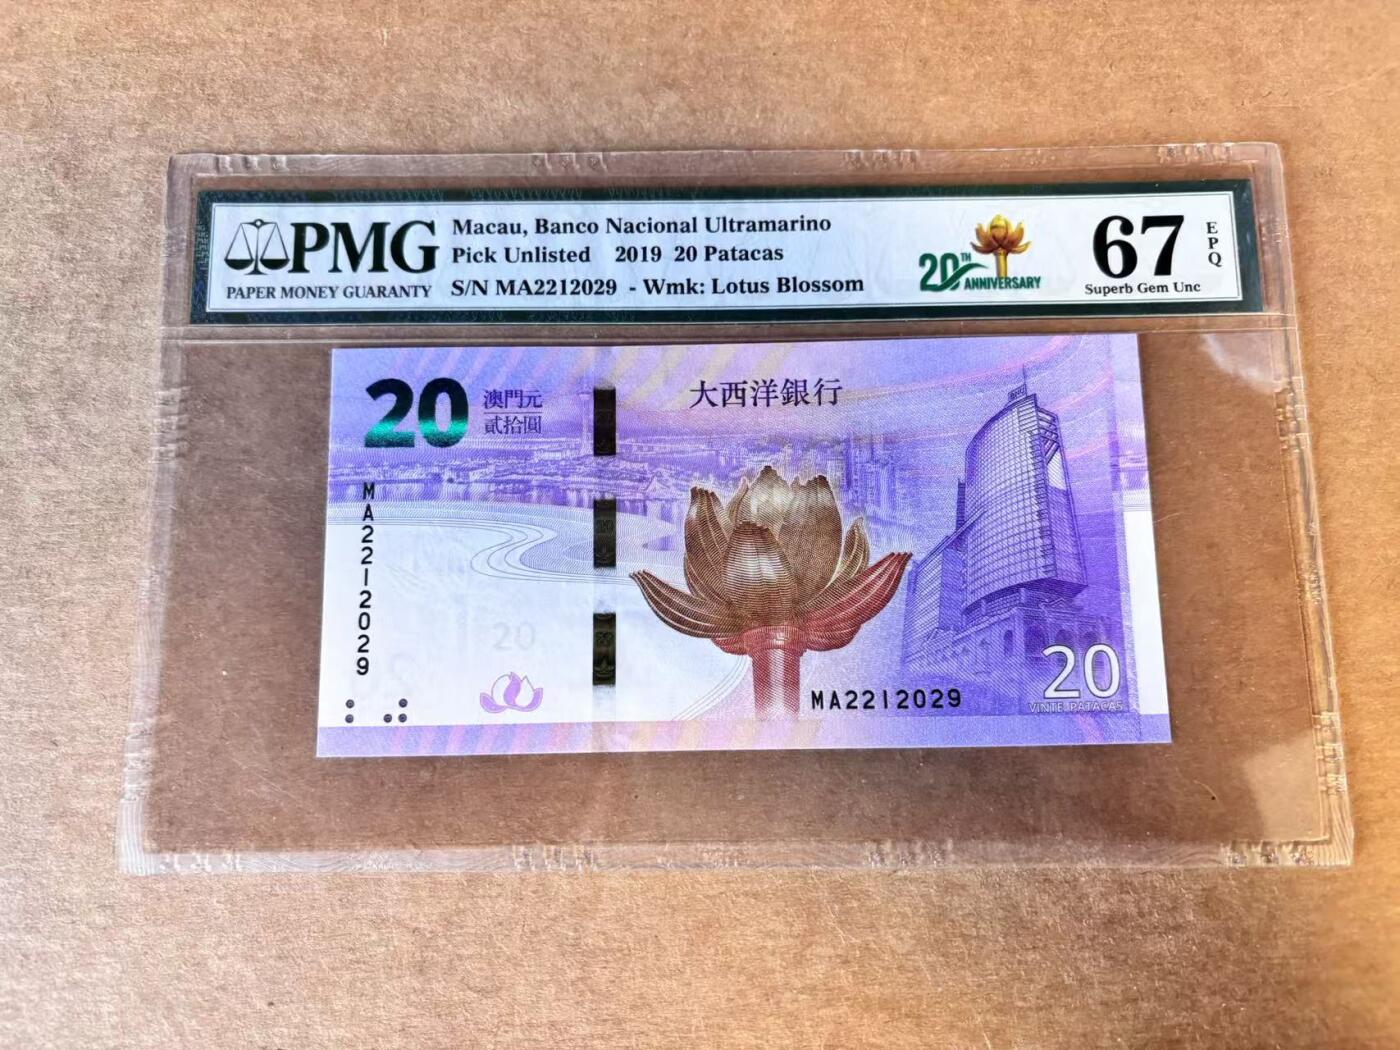 PMG
PAPER MONEY GUARANTY
Macau, Banco Nacional Ultramarino
Pick Unlisted 2019 20 Patacas
S/N MA2212029 - Wmk: Lotus Blossom
20TH
ANNIVERSARY
67
EPQ
Superb Gem Unc
20
澳門元
貳拾圓
大西洋銀行
MA2212029
20
MA2212029
20
VINTE PATACAS